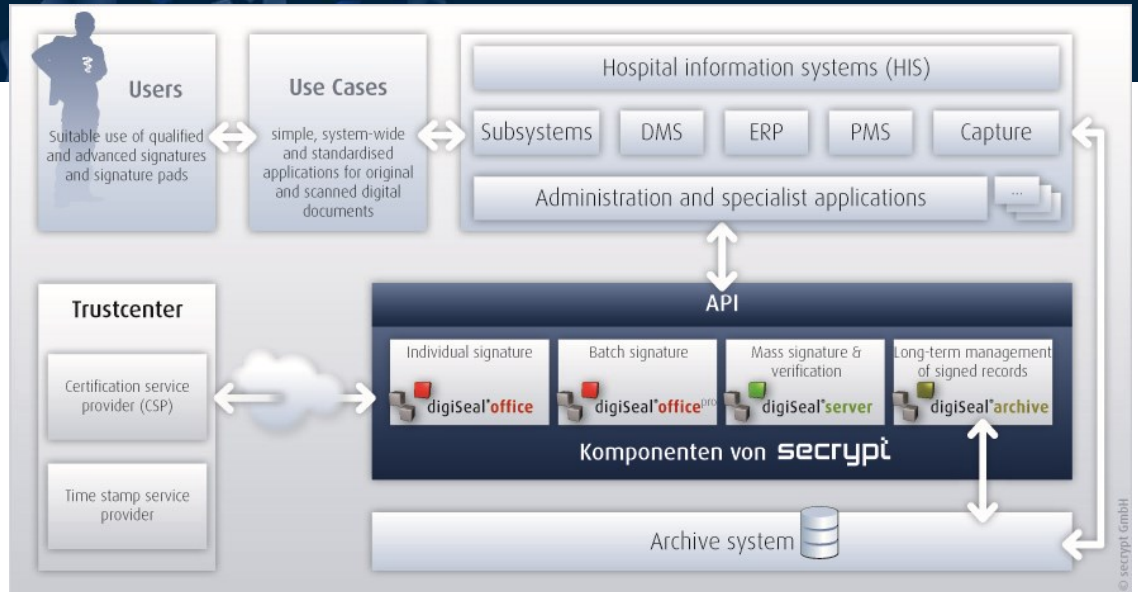 Users
Suitable use of qualified
and advanced signatures
and signature pads
Use Cases
simple, system-wide
and standardised
applications for original
and scanned digital
documents
Hospital information systems (HIS)
Subsystems
DMS
ERP
PMS
Capture
Administration and specialist applications
...
Trustcenter
Certification service
provider (CSP)
Time stamp service
provider
API
Individual signature
digiSeal®office
Batch signature
digiSeal®office pro
Mass signature &
verification
digiSeal®server
Long-term management
of signed records
digiSeal®archive
Komponenten von secrypt
Archive system
© secrypt GmbH